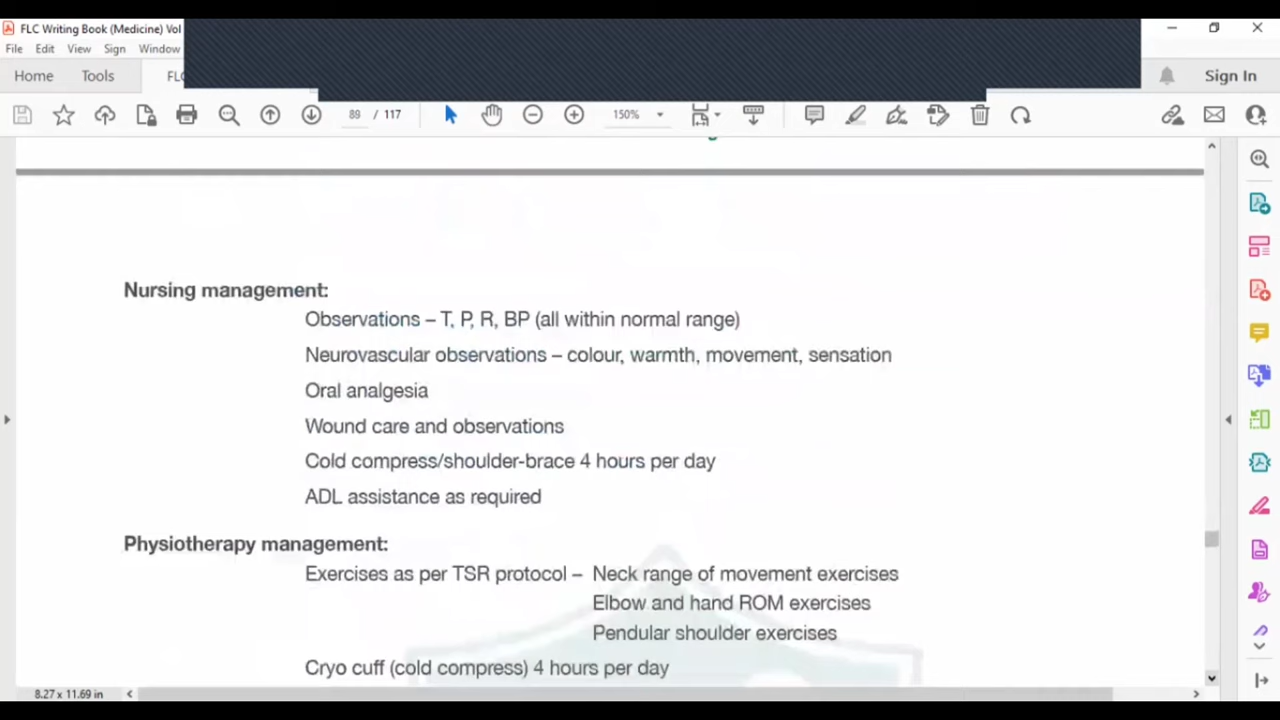 FLC Writing Book (Medicine) Vol
File Edit View Sign Window
Home Tools FLC Sign In
89 / 117 150%
Nursing management:
Observations – T, P, R, BP (all within normal range)
Neurovascular observations – colour, warmth, movement, sensation
Oral analgesia
Wound care and observations
Cold compress/shoulder-brace 4 hours per day
ADL assistance as required
Physiotherapy management:
Exercises as per TSR protocol – Neck range of movement exercises
Elbow and hand ROM exercises
Pendular shoulder exercises
Cryo cuff (cold compress) 4 hours per day
8.27 x 11.69 in